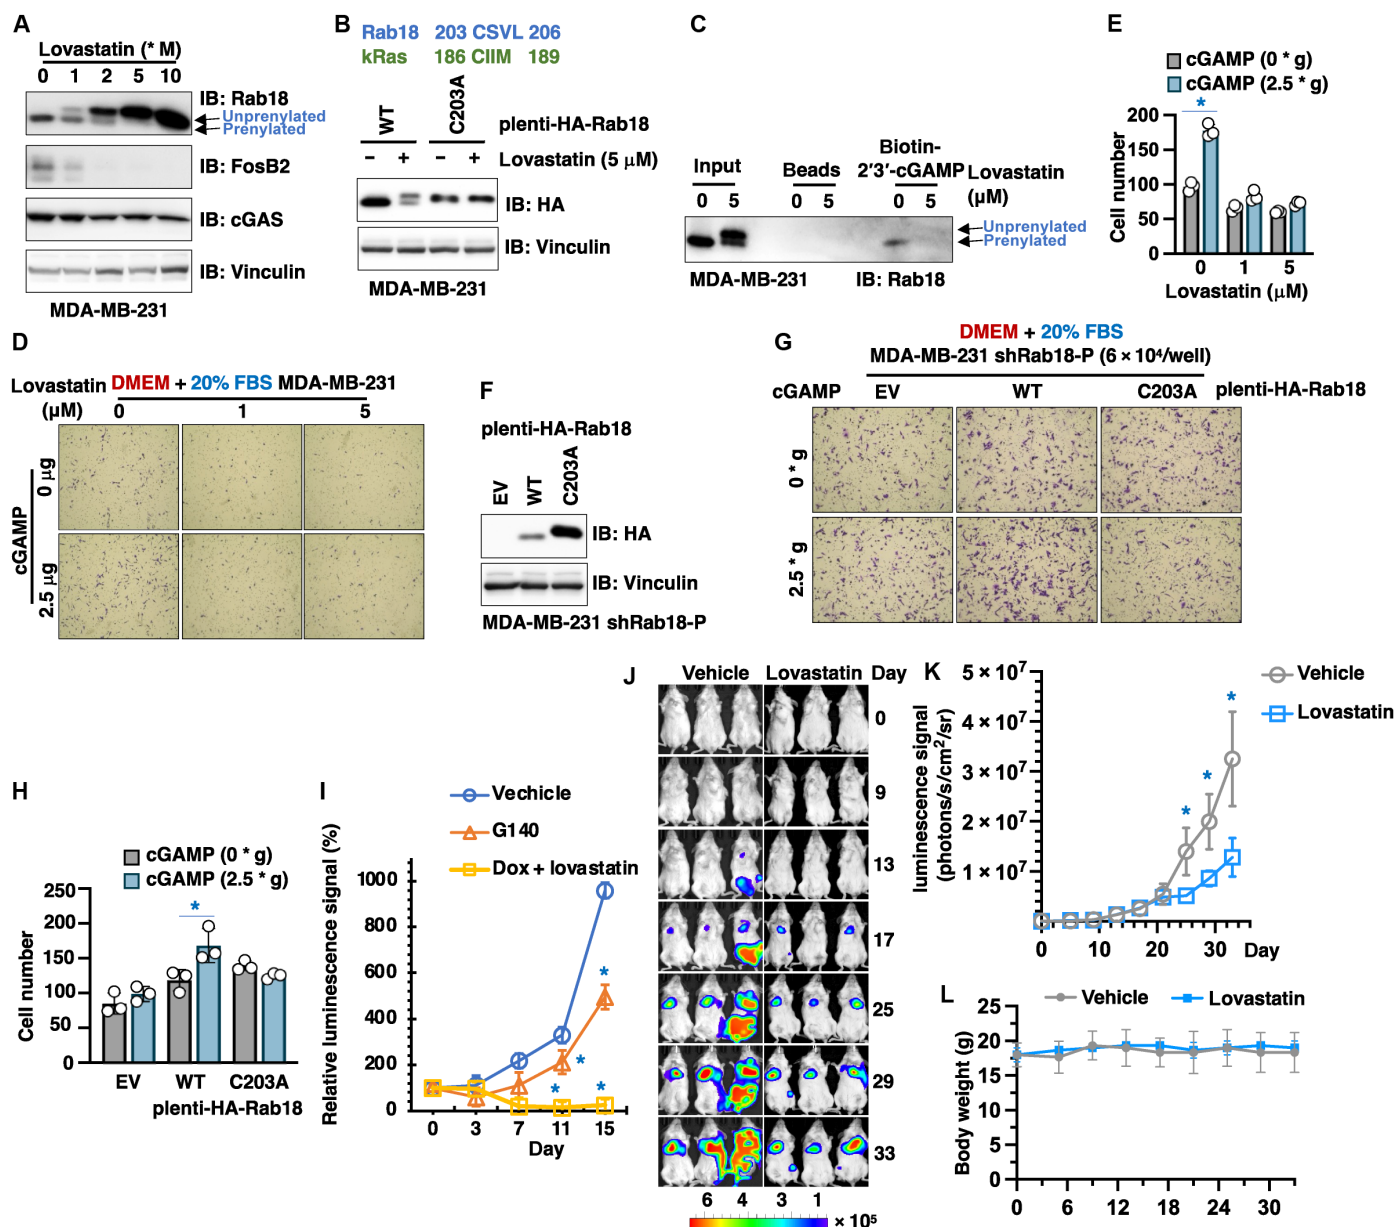 A
Lovastatin (* M)
0 1 2 5 10
IB: Rab18
Unprenylated
Prenylated
IB: FosB2
IB: cGAS
IB: Vinculin
MDA-MB-231
B
Rab18 203 CSVL 206
kRas 186 CIIM 189
WT C203A
plenti-HA-Rab18
– + – + Lovastatin (5 μM)
IB: HA
IB: Vinculin
MDA-MB-231
C
Input Beads Biotin-2′3′-cGAMP Lovastatin (μM)
0 5 0 5 0 5
Unprenylated
Prenylated
MDA-MB-231 IB: Rab18
E
cGAMP (0 * g)
cGAMP (2.5 * g)
*
Cell number
200
150
100
50
0
0 1 5
Lovastatin (μM)
D
Lovastatin (μM)
DMEM + 20% FBS MDA-MB-231
0 1 5
cGAMP
0 μg
2.5 μg
F
plenti-HA-Rab18
EV WT C203A
IB: HA
IB: Vinculin
MDA-MB-231 shRab18-P
G
DMEM + 20% FBS
MDA-MB-231 shRab18-P (6 × 10⁴/well)
cGAMP EV WT C203A plenti-HA-Rab18
0 * g
2.5 * g
H
cGAMP (0 * g)
cGAMP (2.5 * g)
*
Cell number
250
200
150
100
50
0
EV WT C203A
plenti-HA-Rab18
I
Vechicle
G140
Dox + lovastatin
Relative luminescence signal (%)
1000
800
600
400
200
0
* * * *
0 3 7 11 15
Day
J
Vehicle Lovastatin Day
0
9
13
17
25
29
33
6 4 3 1
× 10⁵
K
Vehicle
Lovastatin
luminescence signal
(photons/s/cm²/sr)
5 × 10⁷
4 × 10⁷
3 × 10⁷
2 × 10⁷
1 × 10⁷
* * *
0 10 20 30 Day
L
Vehicle Lovastatin
Body weight (g)
25
20
15
10
5
0
0 6 12 18 24 30